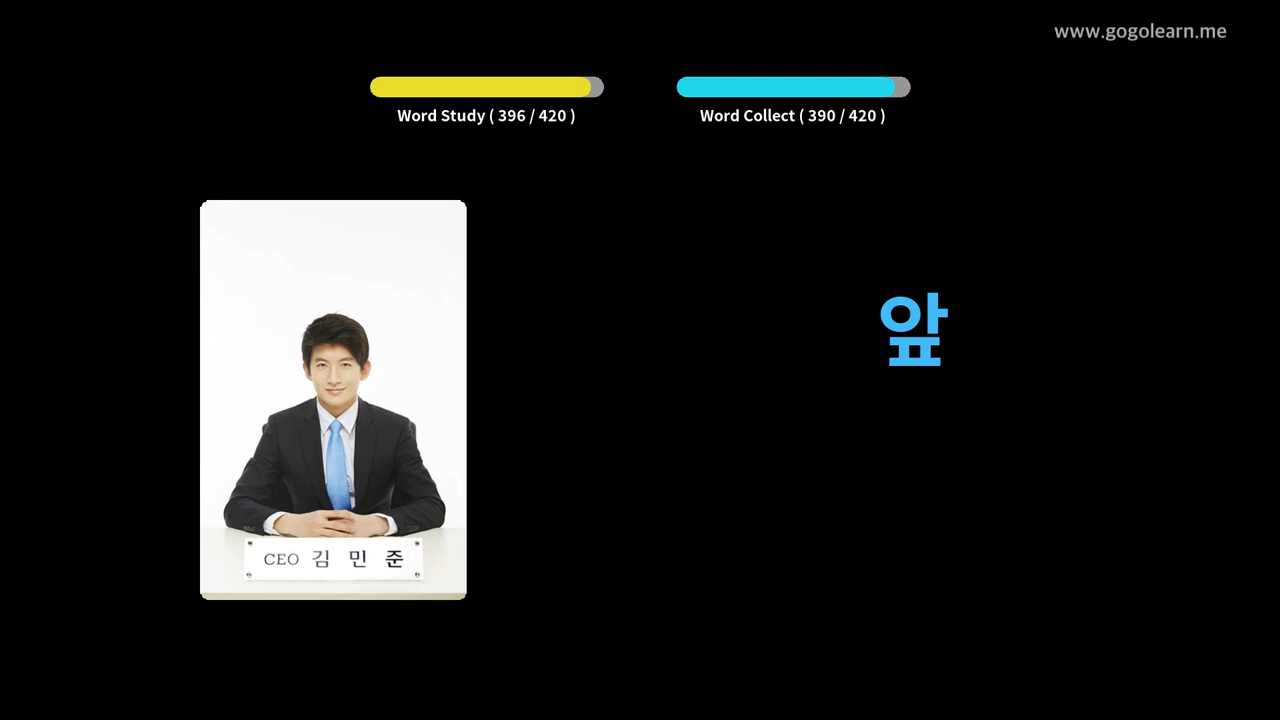 www.gogolearn.me
Word Study ( 396 / 420 )
Word Collect ( 390 / 420 )
앞
CEO 김 민 준